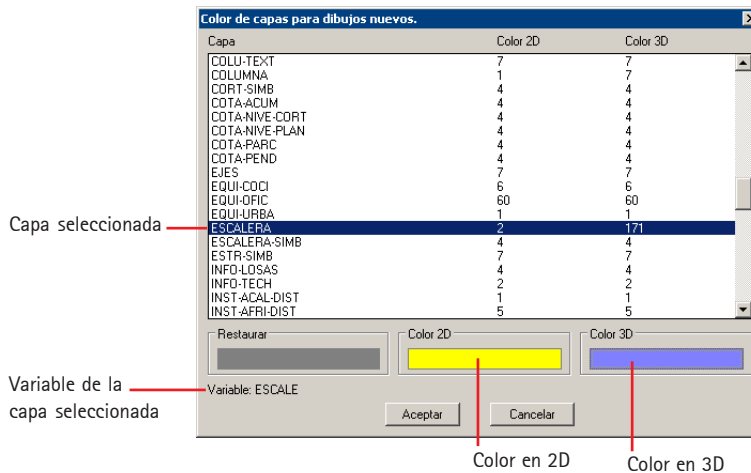 Color de capas para dibujos nuevos.
Capa Color 2D Color 3D
COLU-TEXT 7 7
COLUMNA 1 7
CORT-SIMB 4 4
COTA-ACUM 4 4
COTA-NIVE-CORT 4 4
COTA-NIVE-PLAN 4 4
COTA-PARC 4 4
COTA-PEND 4 4
EJES 7 7
EQUI-COCI 6 6
EQUI-OFIC 60 60
EQUI-URBA 1 1
Capa seleccionada
ESCALERA 2 171
ESCALERA-SIMB 4 4
ESTR-SIMB 7 7
INFO-LOSAS 4 4
INFO-TECH 2 2
INST-ACAL-DIST 1 1
INST-AFRI-DIST 5 5
Restaurar Color 2D Color 3D
Variable de la
capa seleccionada
Variable: ESCALE
Aceptar Cancelar
Color en 2D Color en 3D